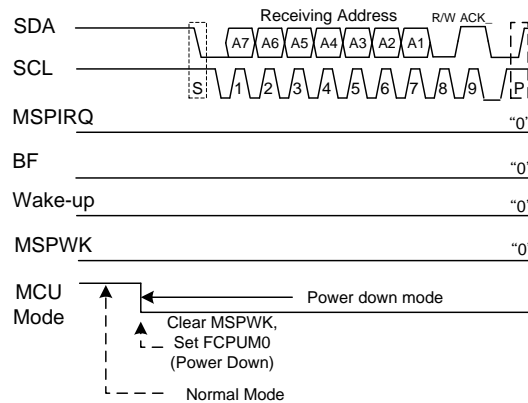 Receiving Address
R/W ACK_
SDA
A7 A6 A5 A4 A3 A2 A1
SCL
S 1 2 3 4 5 6 7 8 9 P
MSPIRQ
“0”
BF
“0”
Wake-up
“0”
MSPWK
“0”
MCU
Mode
Power down mode
Clear MSPWK,
Set FCPUM0
(Power Down)
Normal Mode